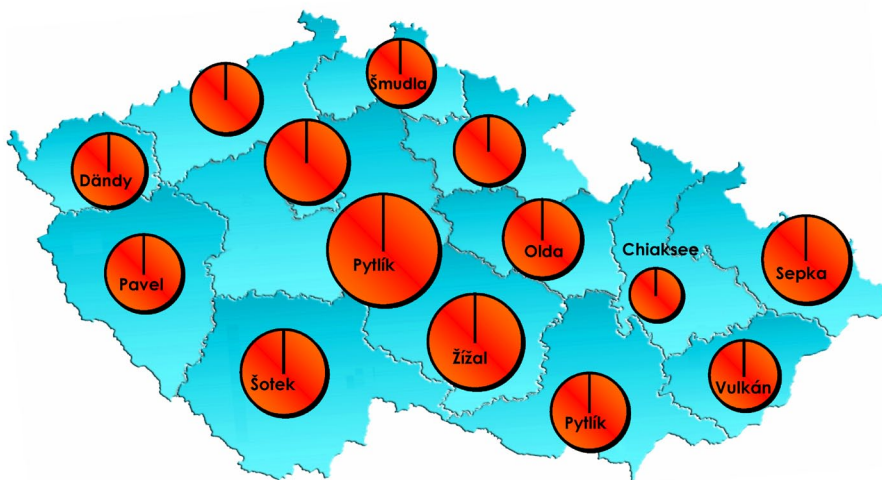 Šmudla
Dändy
Pytlík
Olda
Chiaksee
Sepka
Pavel
Žížal
Šotek
Vulkán
Pytlík